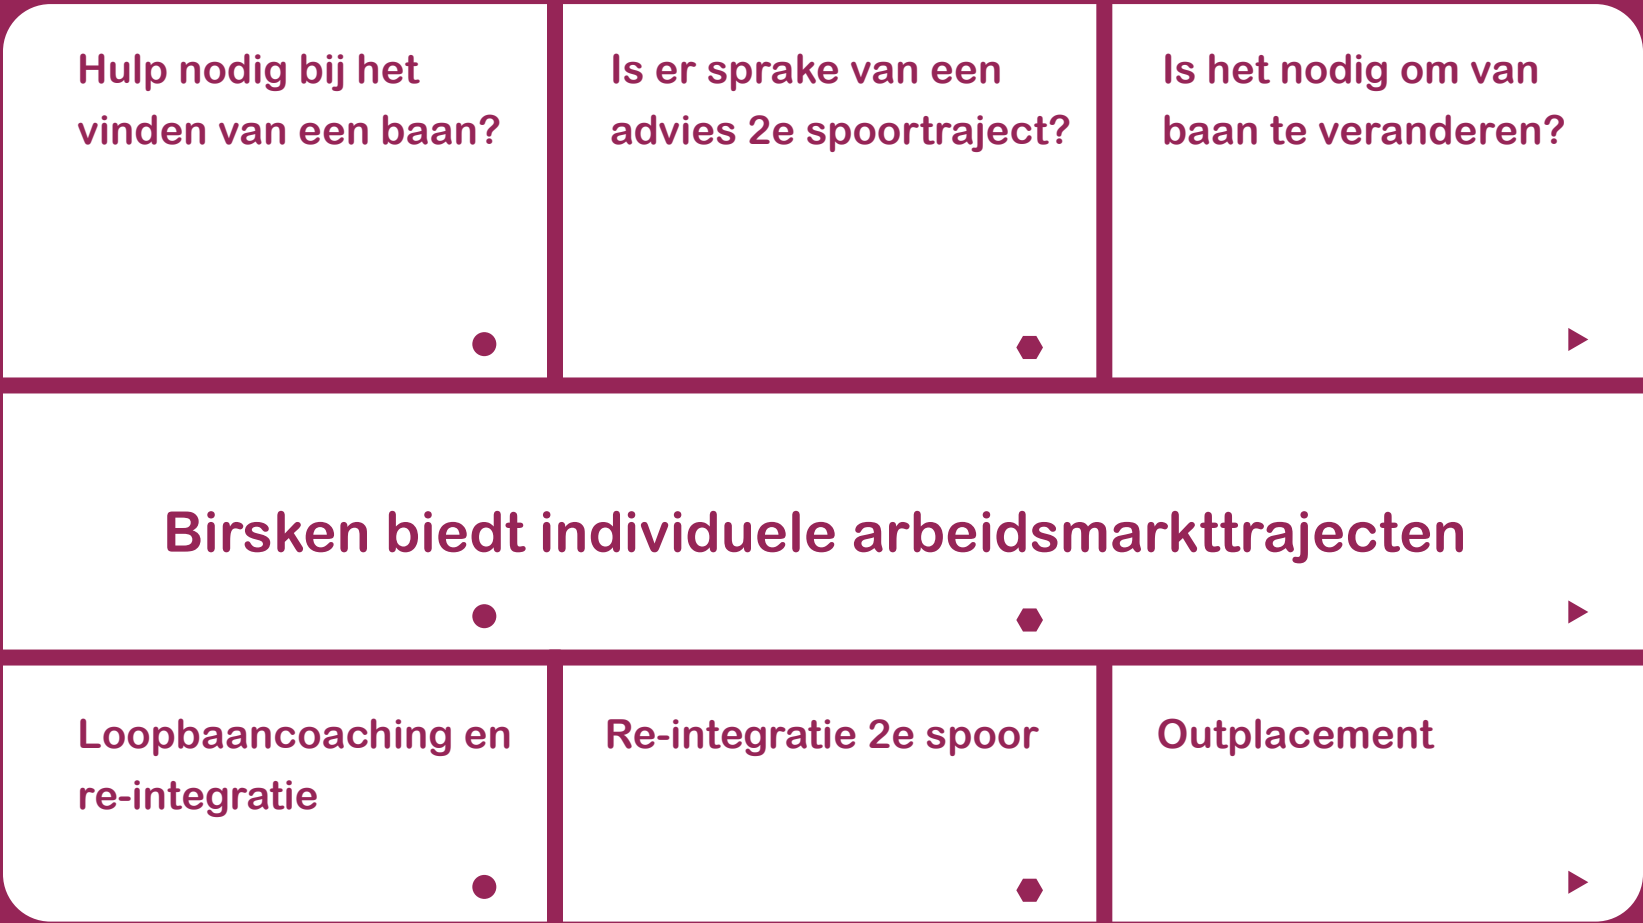 Hulp nodig bij het
vinden van een baan?
Is er sprake van een
advies 2e spoortraject?
Is het nodig om van
baan te veranderen?
Birsken biedt individuele arbeidsmarkttrajecten
Loopbaancoaching en
re-integratie
Re-integratie 2e spoor
Outplacement